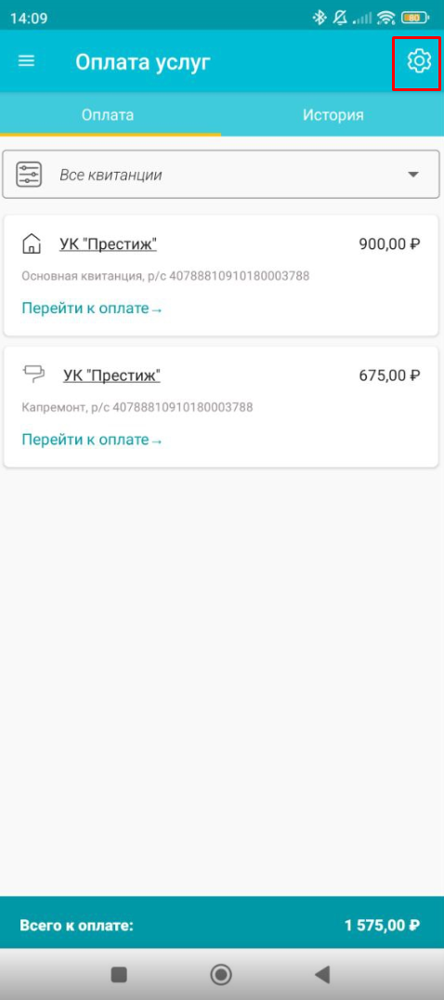 14:09
80
Оплата услуг
Оплата
История
Все квитанции
УК "Престиж"
900,00 ₽
Основная квитанция, р/с 40788810910180003788
Перейти к оплате→
УК "Престиж"
675,00 ₽
Капремонт, р/с 40788810910180003788
Перейти к оплате→
Всего к оплате:
1 575,00 ₽